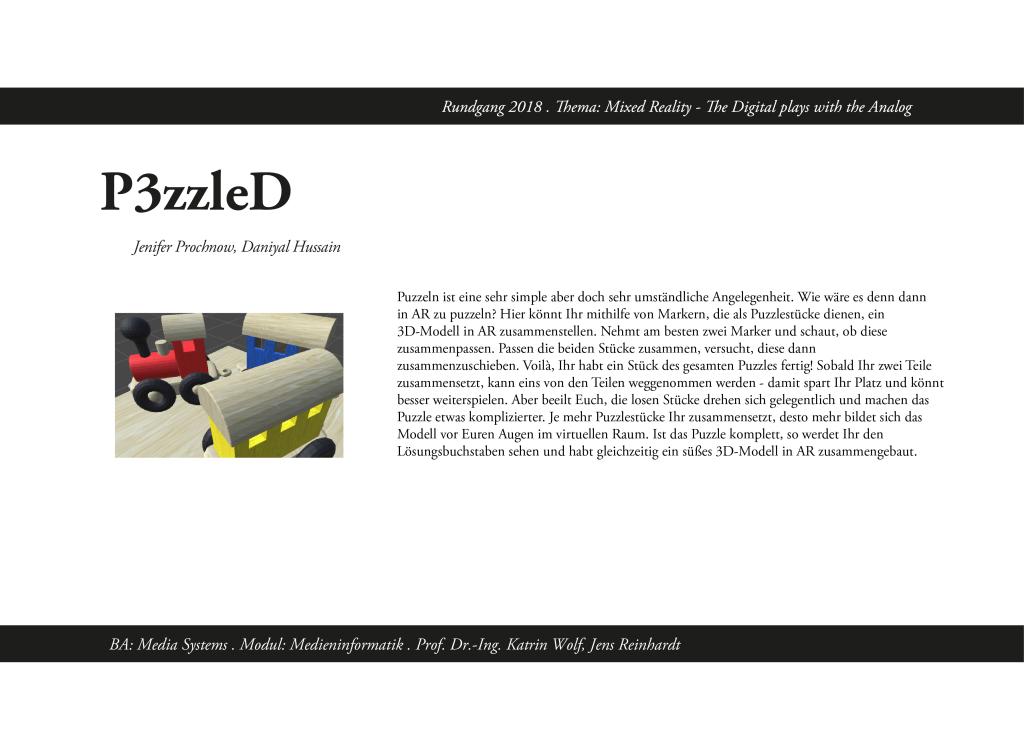 Rundgang 2018 . Thema: Mixed Reality - The Digital plays with the Analog
P3zzleD
Jenifer Prochnow, Daniyal Hussain
Puzzeln ist eine sehr simple aber doch sehr umständliche Angelegenheit. Wie wäre es denn dann
in AR zu puzzeln? Hier könnt Ihr mithilfe von Markern, die als Puzzlestücke dienen, ein
3D-Modell in AR zusammenstellen. Nehmt am besten zwei Marker und schaut, ob diese
zusammenpassen. Passen die beiden Stücke zusammen, versucht, diese dann
zusammenzuschieben. Voilà, Ihr habt ein Stück des gesamten Puzzles fertig! Sobald Ihr zwei Teile
zusammensetzt, kann eins von den Teilen weggenommen werden - damit spart Ihr Platz und könnt
besser weiterspielen. Aber beeilt Euch, die losen Stücke drehen sich gelegentlich und machen das
Puzzle etwas komplizierter. Je mehr Puzzlestücke Ihr zusammensetzt, desto mehr bildet sich das
Modell vor Euren Augen im virtuellen Raum. Ist das Puzzle komplett, so werdet Ihr den
Lösungsbuchstaben sehen und habt gleichzeitig ein süßes 3D-Modell in AR zusammengebaut.
BA: Media Systems . Modul: Medieninformatik . Prof. Dr.-Ing. Katrin Wolf, Jens Reinhardt